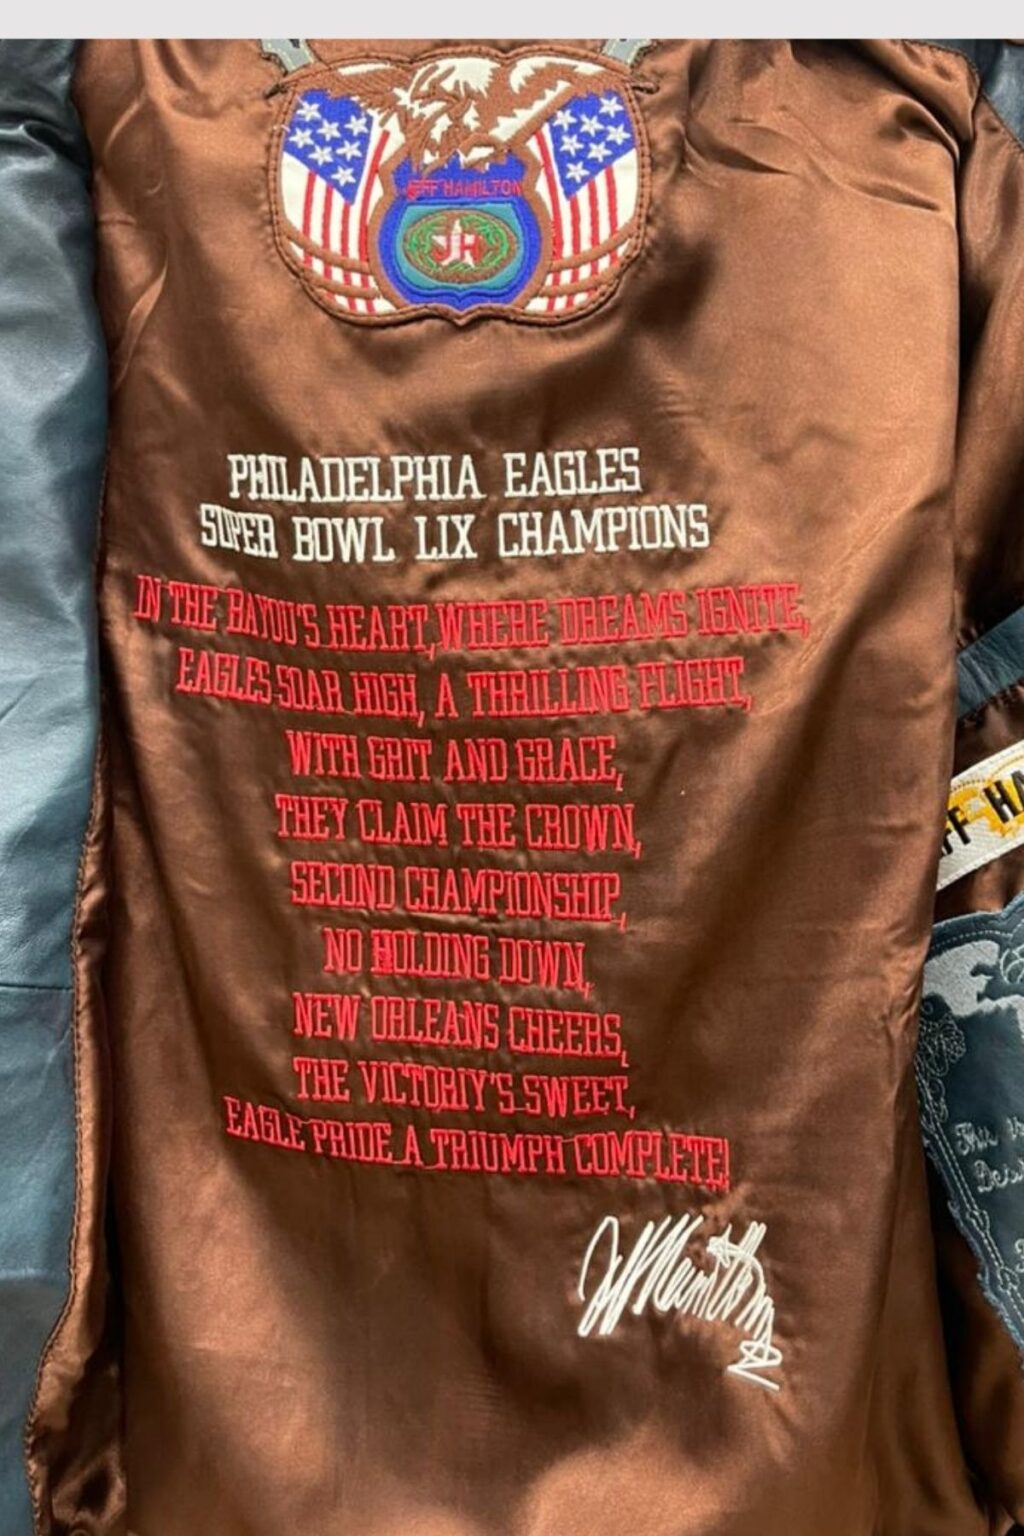 JEFF HAMILTON
JH
PHILADELPHIA EAGLES
SUPER BOWL LIX CHAMPIONS
IN THE BAYOU'S HEART, WHERE DREAMS IGNITE,
EAGLES SOAR HIGH, A THRILLING FLIGHT,
WITH GRIT AND GRACE,
THEY CLAIM THE CROWN,
SECOND CHAMPIONSHIP,
NO HOLDING DOWN,
NEW ORLEANS CHEERS,
THE VICTORIY'S SWEET,
EAGLE PRIDE A TRIUMPH COMPLETE!
FF HA